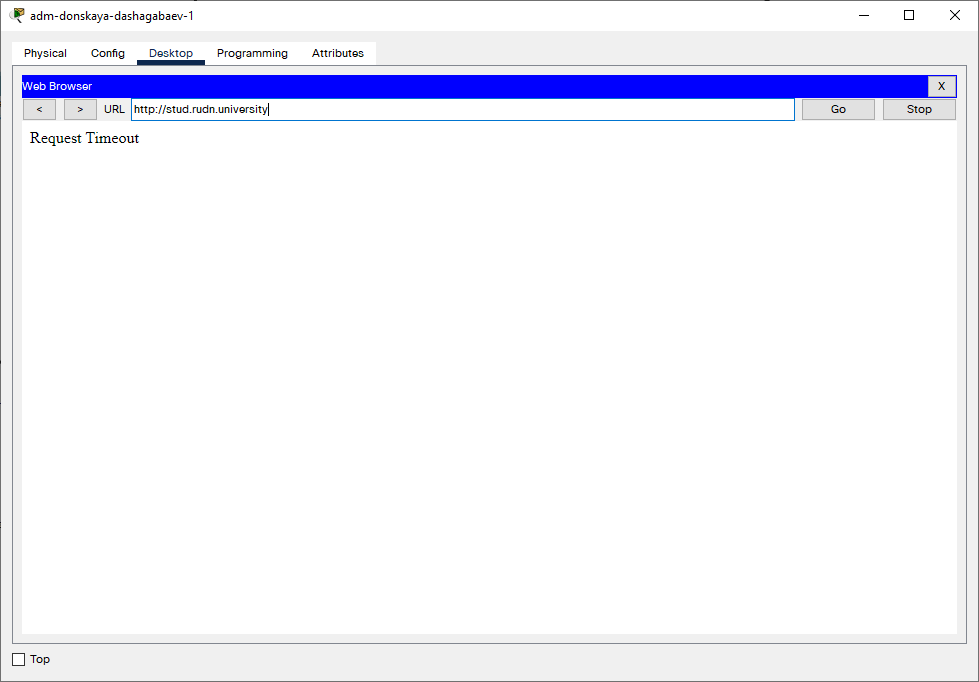 adm-donskaya-dashagabaev-1
Physical Config Desktop Programming Attributes
Web Browser X
< > URL http://stud.rudn.university Go Stop
Request Timeout
Top